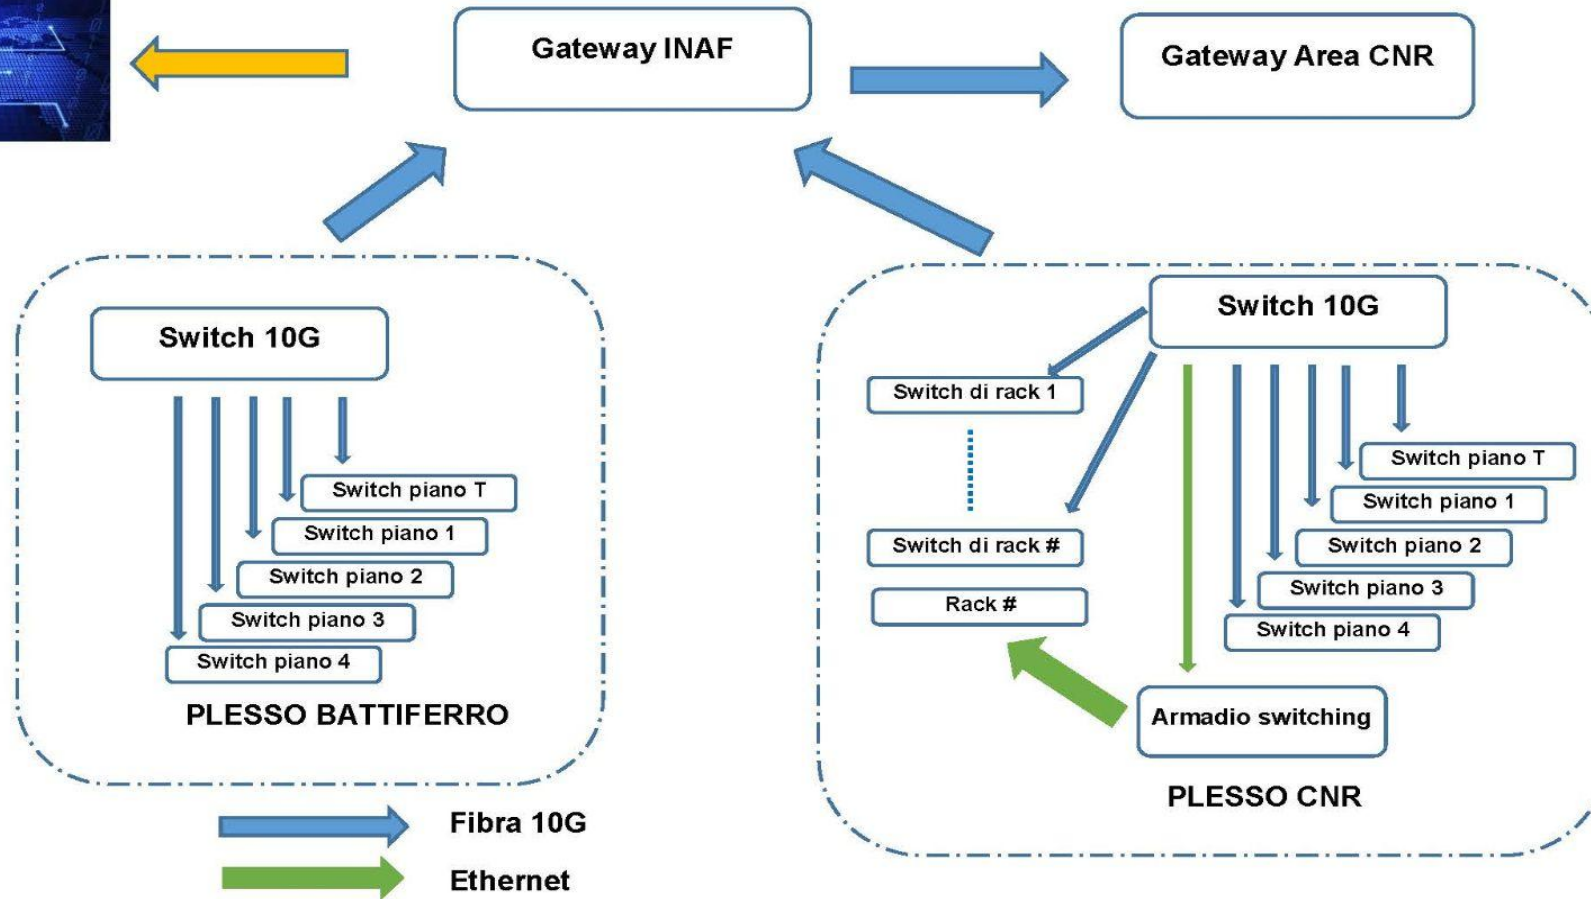 Gateway INAF
Gateway Area CNR
Switch 10G
Switch piano T
Switch piano 1
Switch piano 2
Switch piano 3
Switch piano 4
PLESSO BATTIFERRO
Switch 10G
Switch di rack 1
Switch di rack #
Rack #
Switch piano T
Switch piano 1
Switch piano 2
Switch piano 3
Switch piano 4
Armadio switching
PLESSO CNR
Fibra 10G
Ethernet